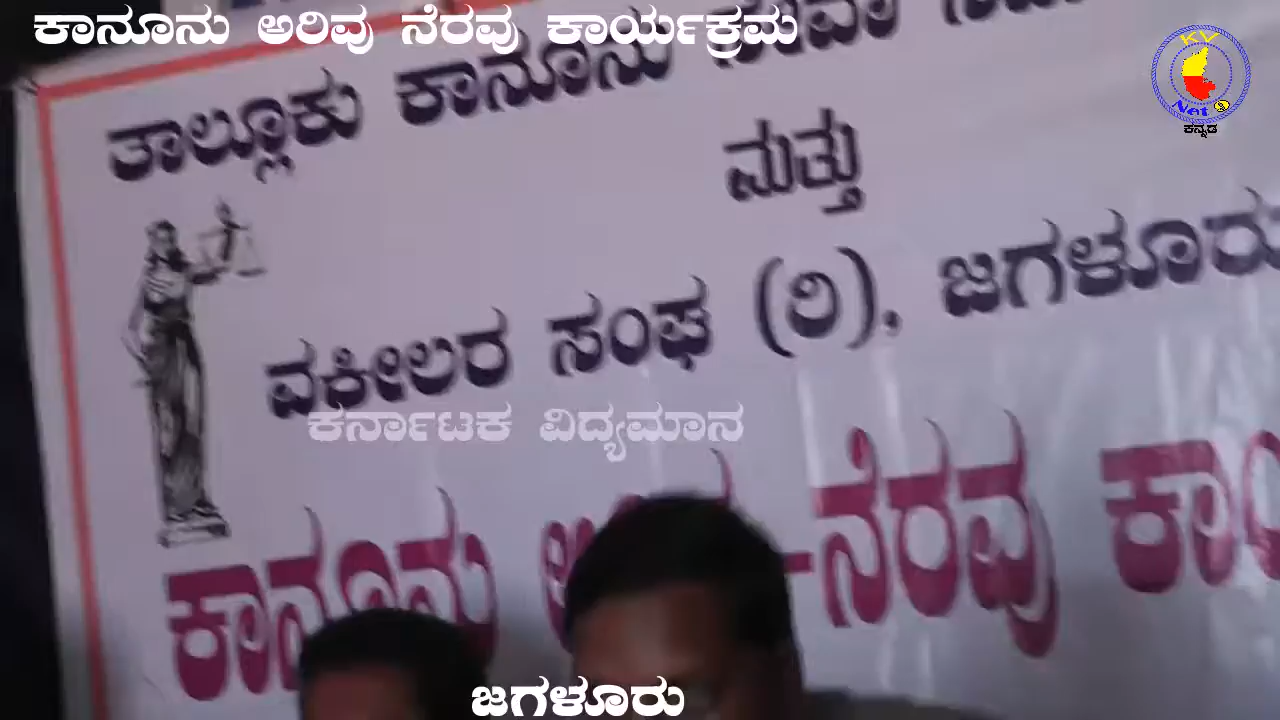 ಕಾನೂನು ಅರಿವು ನೆರವು ಕಾರ್ಯಕ್ರಮ
KV
Net
ಕನ್ನಡ
ತಾಲ್ಲೂಕು ಕಾನೂನು ಸೇವಾ
ಮತ್ತು
ವಕೀಲರ ಸಂಘ (ರಿ), ಜಗಳೂರು
ಕರ್ನಾಟಕ ವಿದ್ಯಮಾನ
ಕಾನೂನು -ನೆರವು
ಜಗಳೂರು